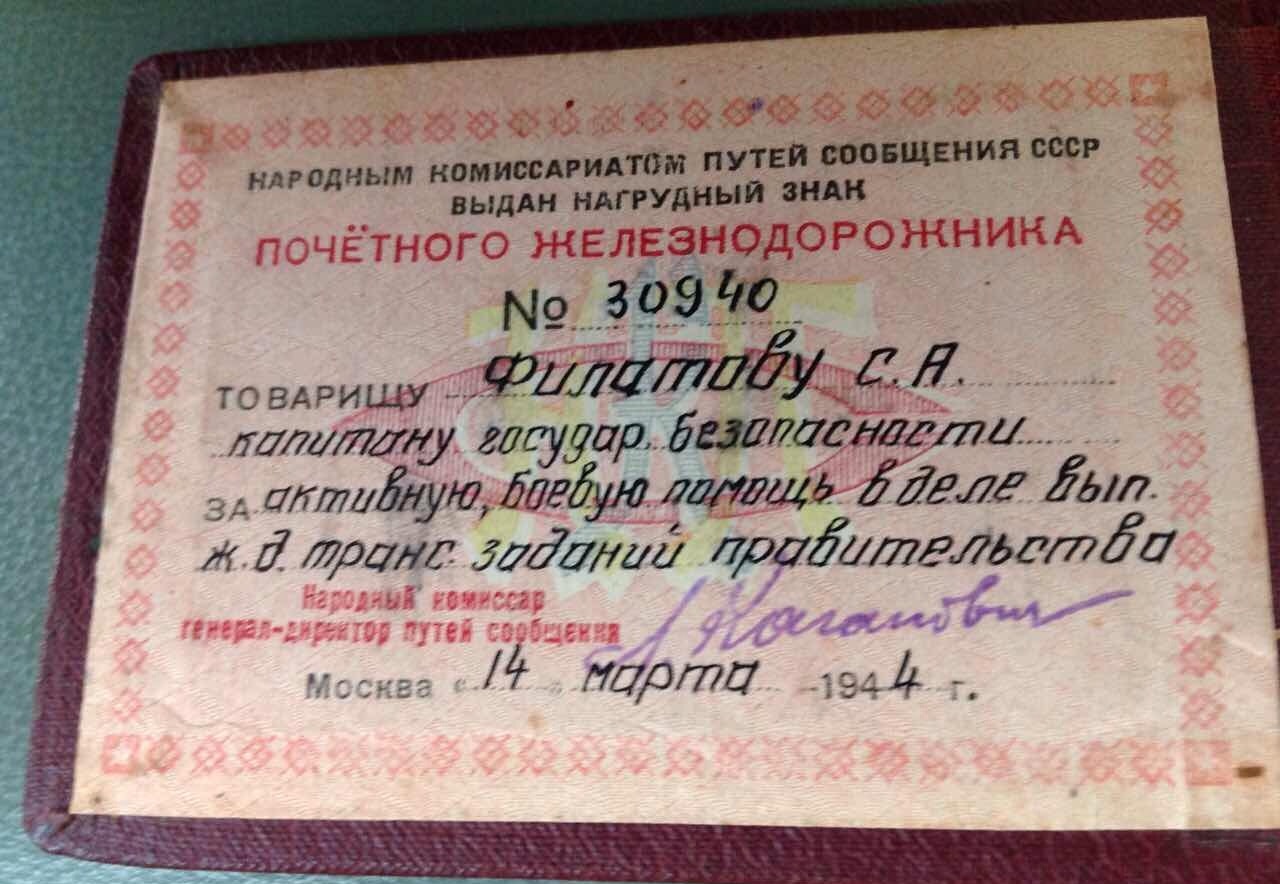 НАРОДНЫМ КОМИССАРИАТОМ ПУТЕЙ СООБЩЕНИЯ СССР
ВЫДАН НАГРУДНЫЙ ЗНАК
ПОЧЁТНОГО ЖЕЛЕЗНОДОРОЖНИКА
№ 30940
ТОВАРИЩУ Филатову С.А.
капитану государ. безопасности
ЗА активную, боевую помощь в деле вып.
ж.д. транс. заданий правительства
Народный комиссар
генерал-директор путей сообщения Л Каганович
Москва „14" марта 1944 г.